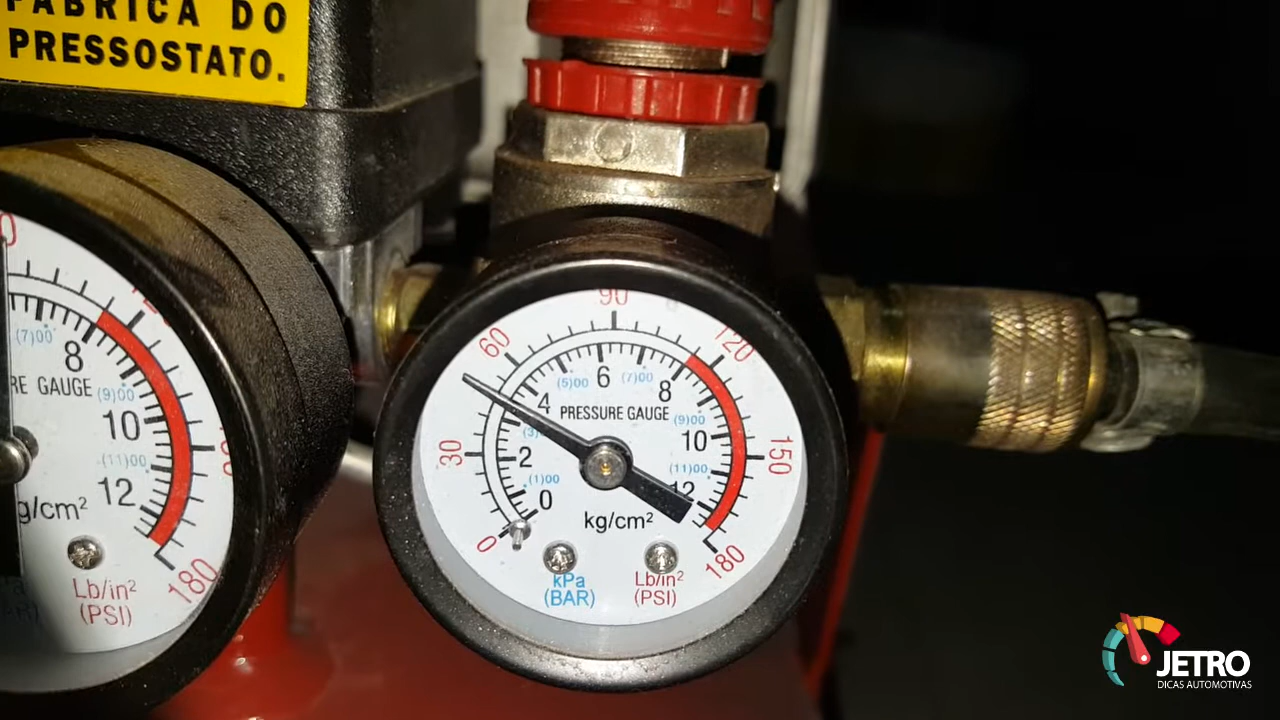 FÁBRICA DO
PRESSOSTATO.
(7)00
8
RE GAUGE
(9)00
10
(11)00
12
g/cm²
180
Lb/in²
(PSI)
0
30
60
90
120
150
180
0
2
4
6
8
10
12
(1)00
(3)
(5)00
(7)00
(9)00
(11)00
PRESSURE GAUGE
kg/cm²
kPa
(BAR)
Lb/in²
(PSI)
JETRO
DICAS AUTOMOTIVAS